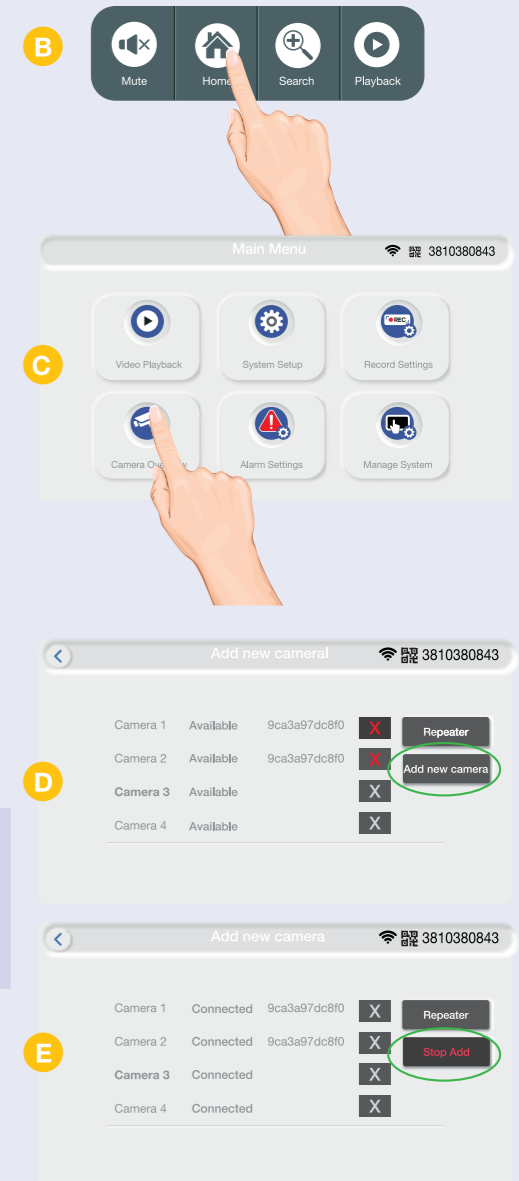 B
Mute Home Search Playback
Main Menu 3810380843
C
Video Playback System Setup Record Settings
REC
Camera Alarm Settings Manage System
Add new cameral 3810380843
D
Camera 1 Available 9ca3a97dc8f0 X Repeater
Camera 2 Available 9ca3a97dc8f0 X Add new camera
Camera 3 Available X
Camera 4 Available X
Add new camera 3810380843
E
Camera 1 Connected 9ca3a97dc8f0 X Repeater
Camera 2 Connected 9ca3a97dc8f0 X Stop Add
Camera 3 Connected X
Camera 4 Connected X